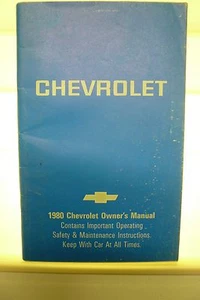 CHEVROLET
1980 Chevrolet Owner's Manual
Contains Important Operating
Safety & Maintenance Instructions.
Keep With Car At All Times.